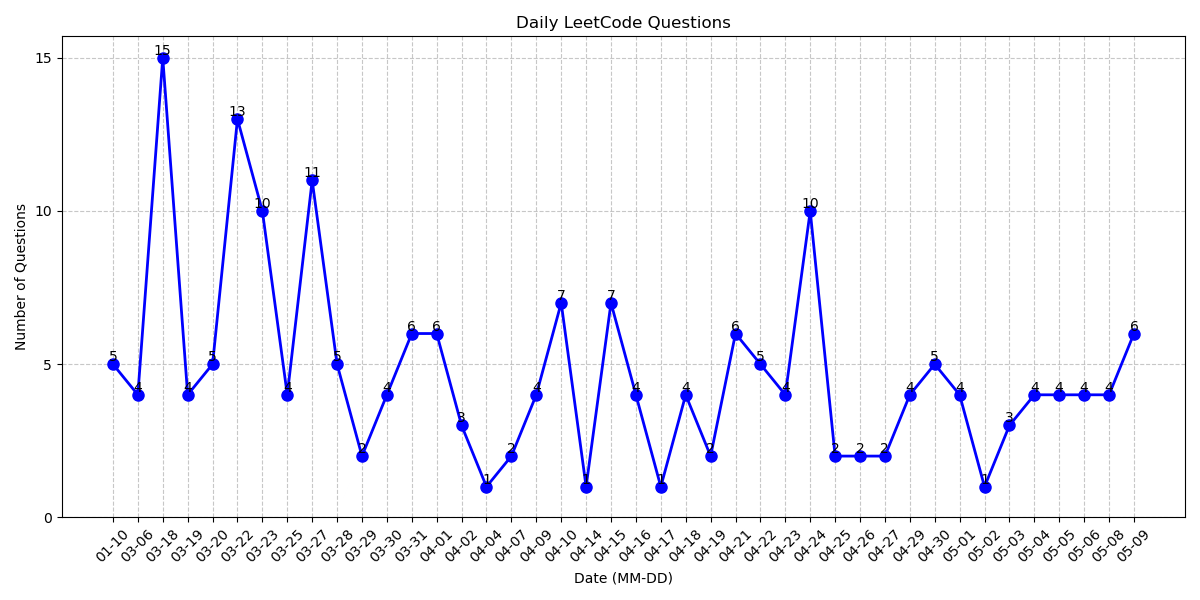 Daily LeetCode Questions
Number of Questions
15
10
5
0
5 4 15 4 5 13 10 4 11 5 2 4 6 6 3 1 2 4 7 1 7 4 1 4 2 6 5 4 10 2 2 2 4 5 4 1 3 4 4 4 4 6
01-10 03-06 03-18 03-19 03-20 03-22 03-23 03-25 03-27 03-28 03-29 03-30 03-31 04-01 04-02 04-04 04-07 04-09 04-10 04-14 04-15 04-16 04-17 04-18 04-19 04-21 04-22 04-23 04-24 04-25 04-26 04-27 04-29 04-30 05-01 05-02 05-03 05-04 05-05 05-06 05-08 05-09
Date (MM-DD)